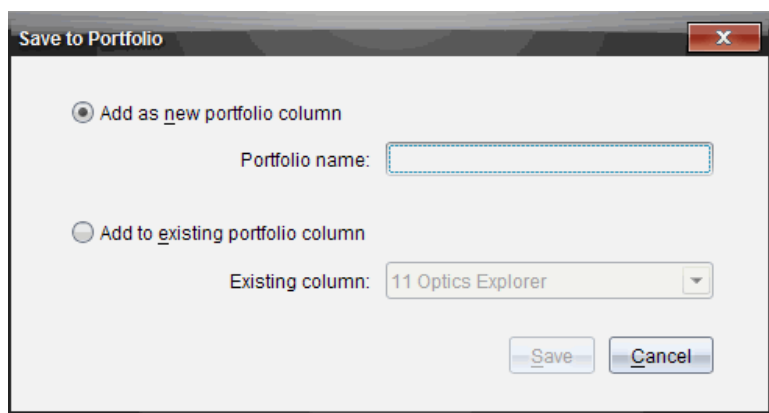 Save to Portfolio
Add as new portfolio column
Portfolio name:
Add to existing portfolio column
Existing column: 11 Optics Explorer
Save Cancel